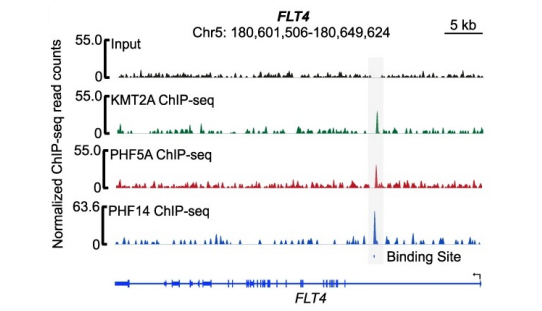 FLT4
Chr5: 180,601,506-180,649,624
5 kb
Normalized ChIP-seq read counts
55.0
Input
0
55.0
KMT2A ChIP-seq
0
55.0
PHF5A ChIP-seq
0
63.6
PHF14 ChIP-seq
0
Binding Site
FLT4